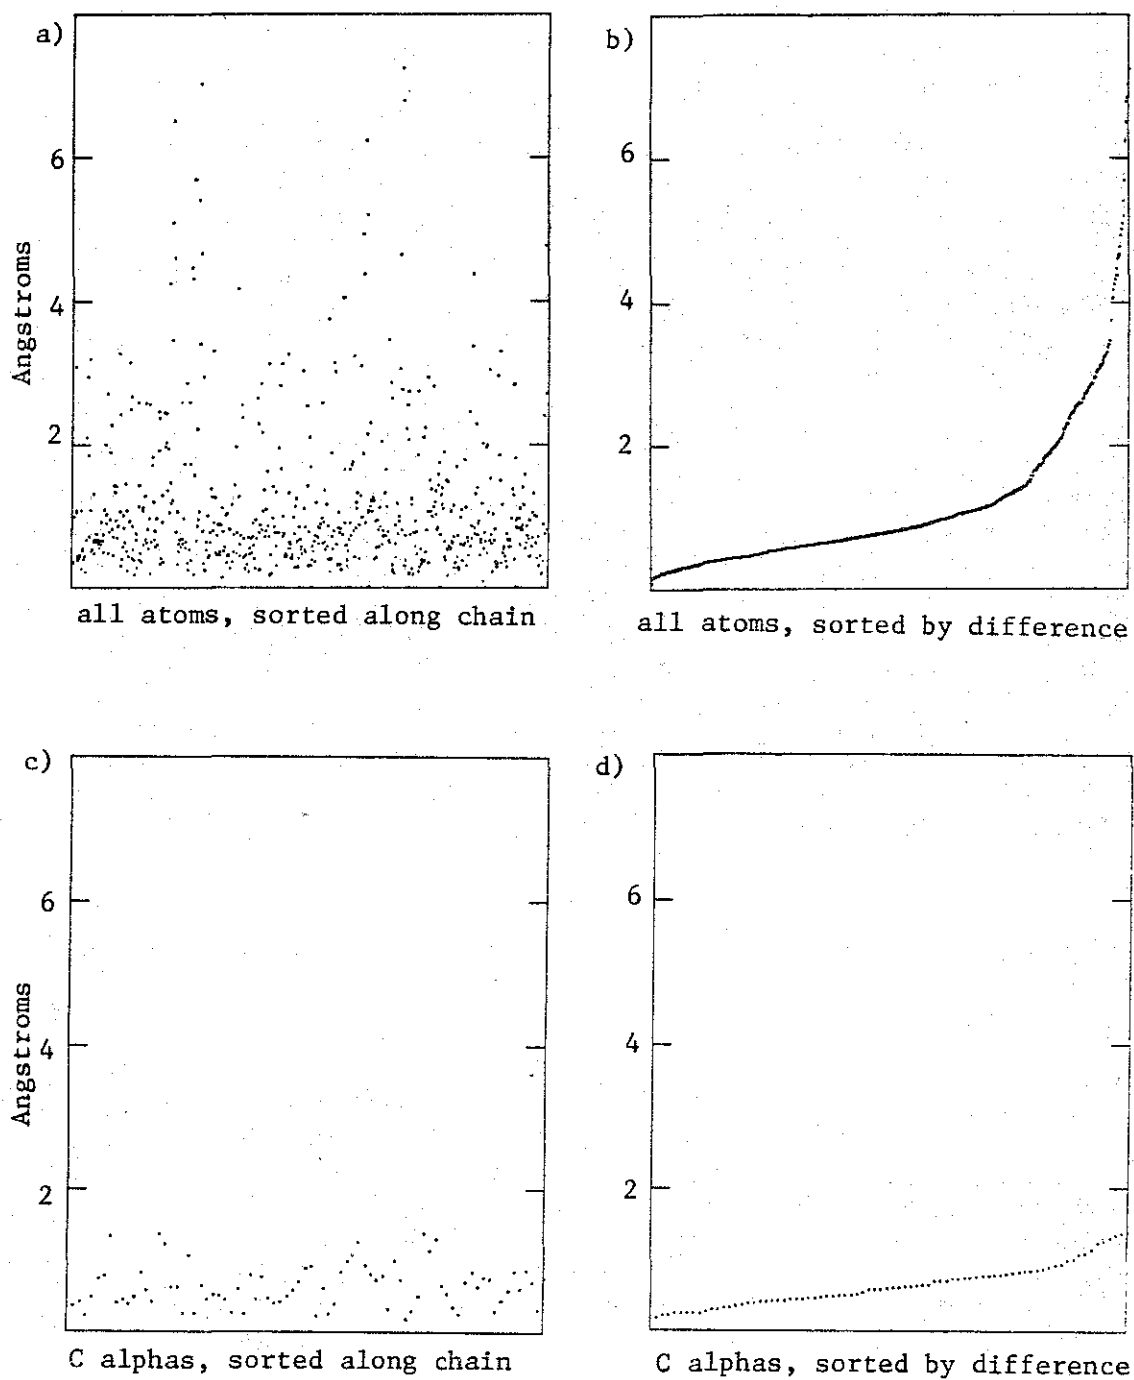 a)
6
4
2
Angstroms
all atoms, sorted along chain
b)
6
4
2
all atoms, sorted by difference
c)
6
4
2
Angstroms
C alphas, sorted along chain
d)
6
4
2
C alphas, sorted by difference